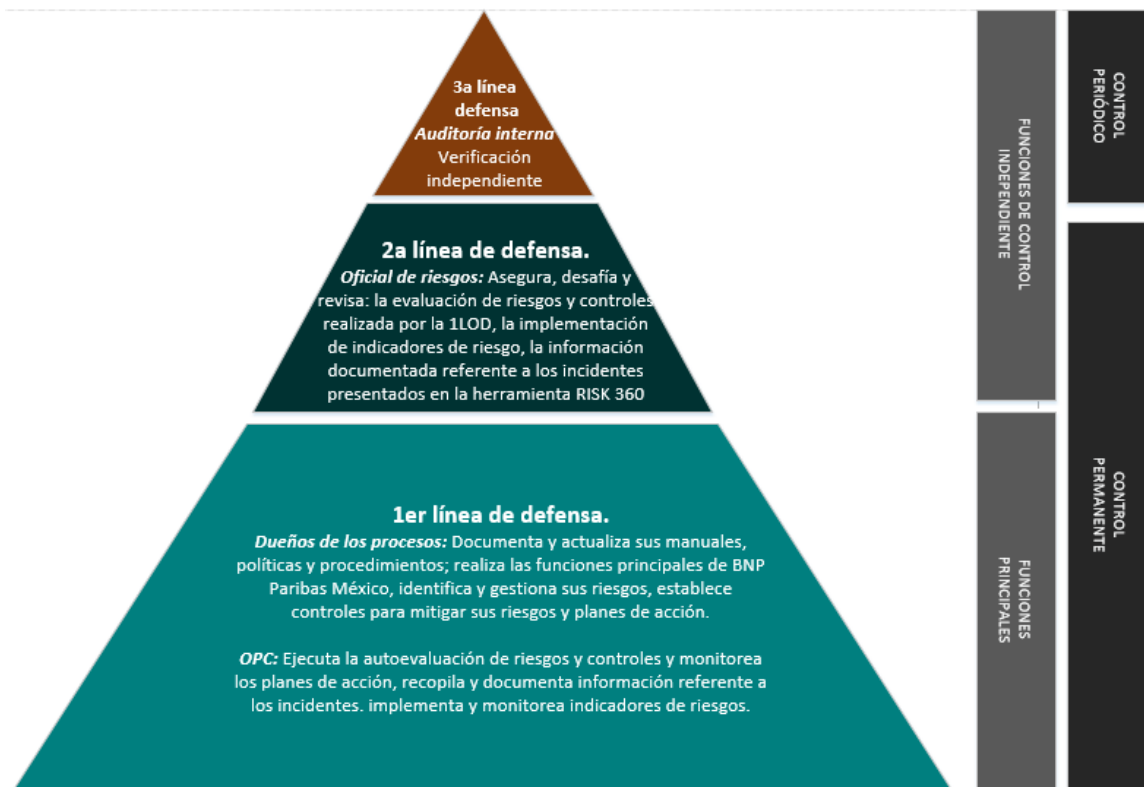 3a línea
defensa
Auditoría interna
Verificación
independiente
2a línea de defensa.
Oficial de riesgos: Asegura, desafía y
revisa: la evaluación de riesgos y controles
realizada por la 1LOD, la implementación
de indicadores de riesgo, la información
documentada referente a los incidentes
presentados en la herramienta RISK 360
1er línea de defensa.
Dueños de los procesos: Documenta y actualiza sus manuales,
políticas y procedimientos; realiza las funciones principales de BNP
Paribas México, identifica y gestiona sus riesgos, establece
controles para mitigar sus riesgos y planes de acción.
OPC: Ejecuta la autoevaluación de riesgos y controles y monitorea
los planes de acción, recopila y documenta información referente a
los incidentes. implementa y monitorea indicadores de riesgos.
FUNCIONES DE CONTROL
INDEPENDIENTE
FUNCIONES
PRINCIPALES
CONTROL
PERIÓDICO
CONTROL
PERMANENTE